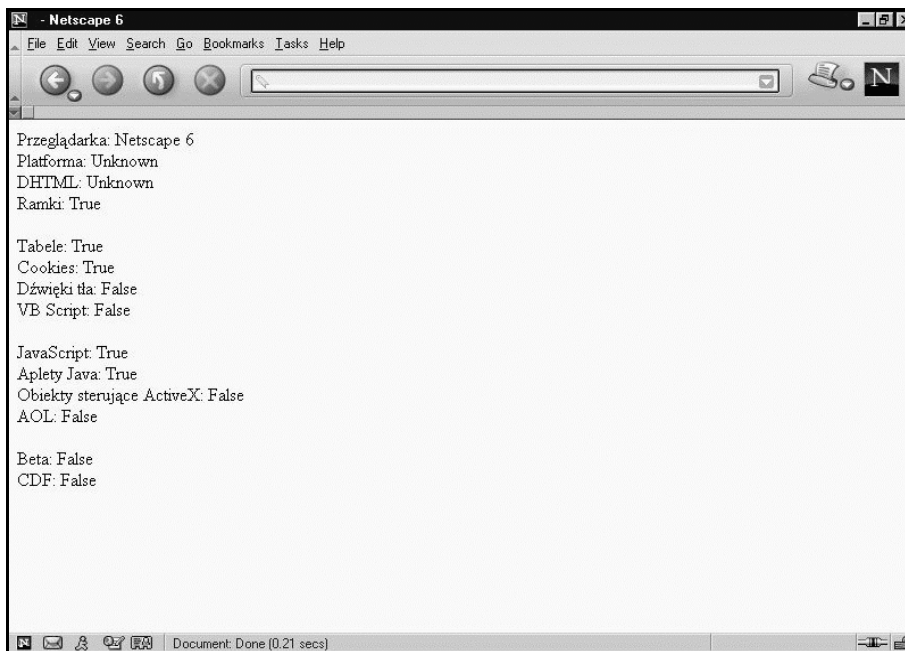 N - Netscape 6
File Edit View Search Go Bookmarks Tasks Help
N
Przeglądarka: Netscape 6
Platforma: Unknown
DHTML: Unknown
Ramki: True
Tabele: True
Cookies: True
Dźwięki tła: False
VB Script: False
JavaScript: True
Aplety Java: True
Obiekty sterujące ActiveX: False
AOL: False
Beta: False
CDF: False
N Document: Done (0.21 secs)